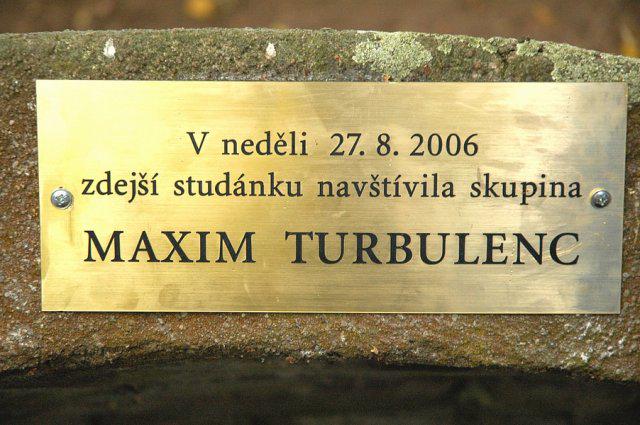 V neděli 27. 8. 2006
zdejší studánku navštívila skupina
MAXIM TURBULENC